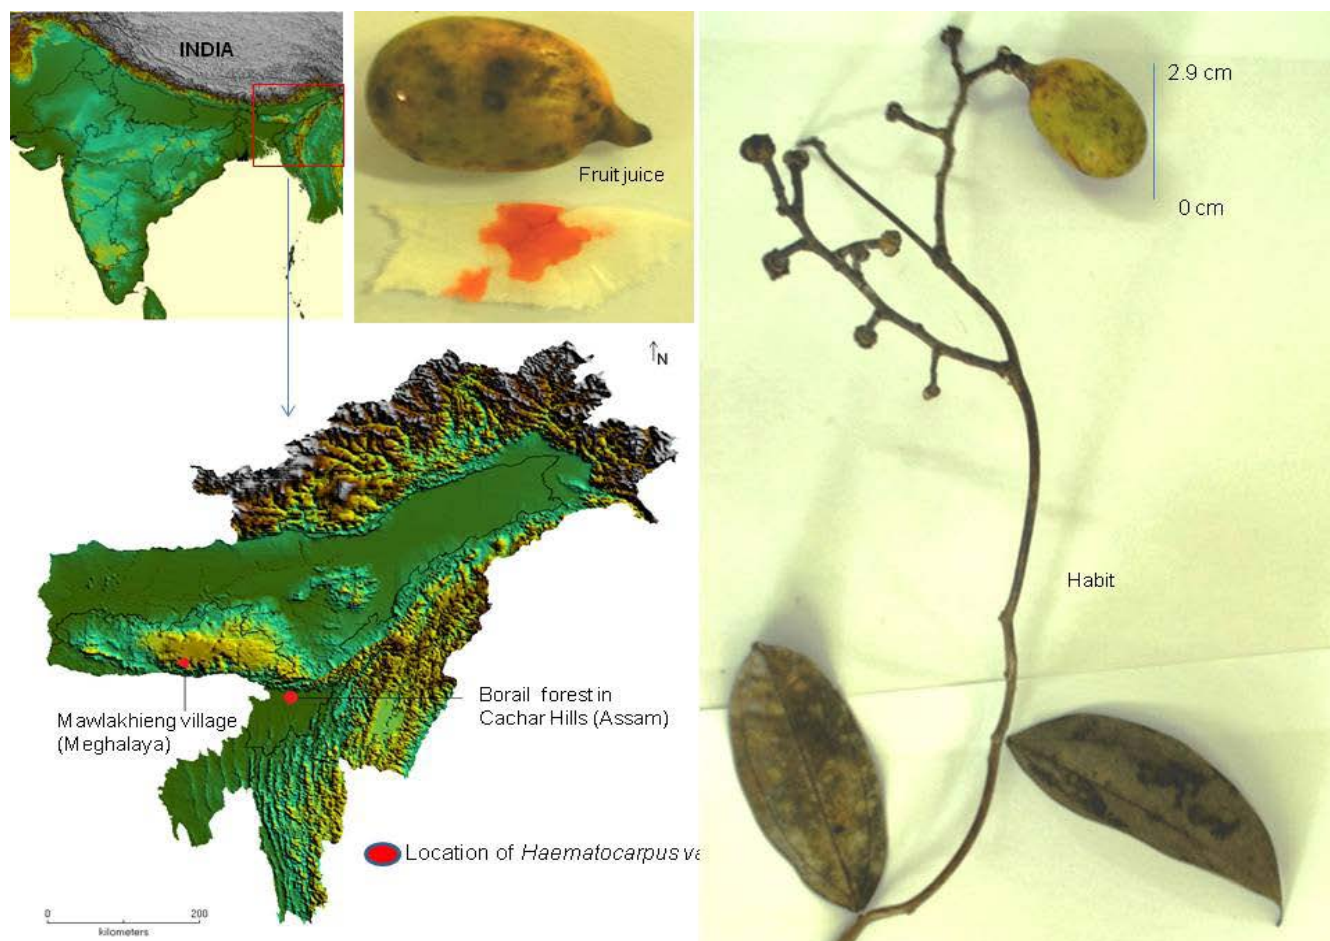 INDIA
Fruit juice
2.9 cm
0 cm
N
Habit
Mawlakhieng village
(Meghalaya)
Borail forest in
Cachar Hills (Assam)
Location of Haematocarpus va
0 200
kilometers